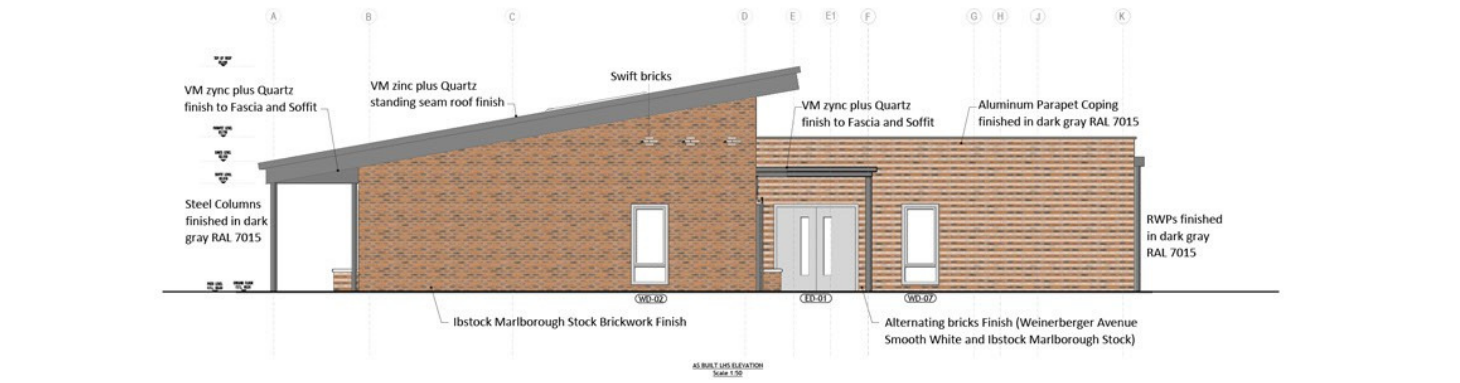 A B C D E E1 F G H J K
VM zync plus Quartz
finish to Fascia and Soffit
VM zinc plus Quartz
standing seam roof finish
Swift bricks
VM zync plus Quartz
finish to Fascia and Soffit
Aluminum Parapet Coping
finished in dark gray RAL 7015
Steel Columns
finished in dark
gray RAL 7015
RWPs finished
in dark gray
RAL 7015
WD-02
ED-01
WD-07
Ibstock Marlborough Stock Brickwork Finish
Alternating bricks Finish (Weinerberger Avenue
Smooth White and Ibstock Marlborough Stock)
AS BUILT LHS ELEVATION
Scale 1:50